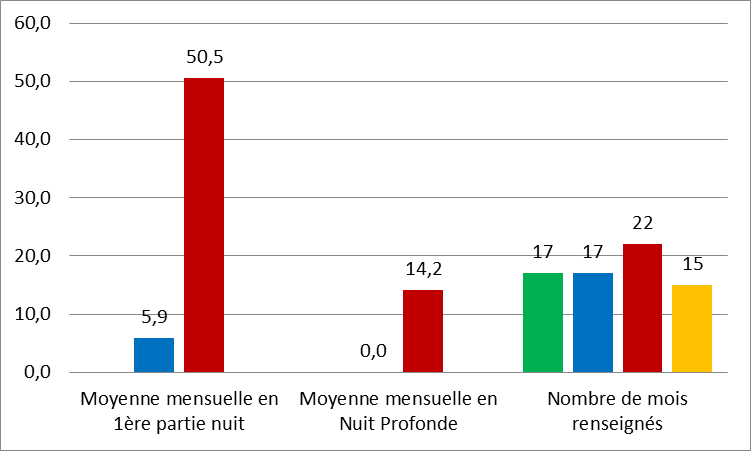 60,0
50,0
40,0
30,0
20,0
10,0
0,0
5,9
50,5
0,0
14,2
17
17
22
15
Moyenne mensuelle en
1ère partie nuit
Moyenne mensuelle en
Nuit Profonde
Nombre de mois
renseignés